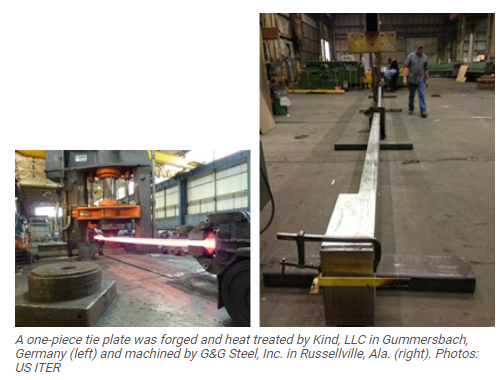 A one-piece tie plate was forged and heat treated by Kind, LLC in Gummersbach,
Germany (left) and machined by G&G Steel, Inc. in Russellville, Ala. (right). Photos:
US ITER